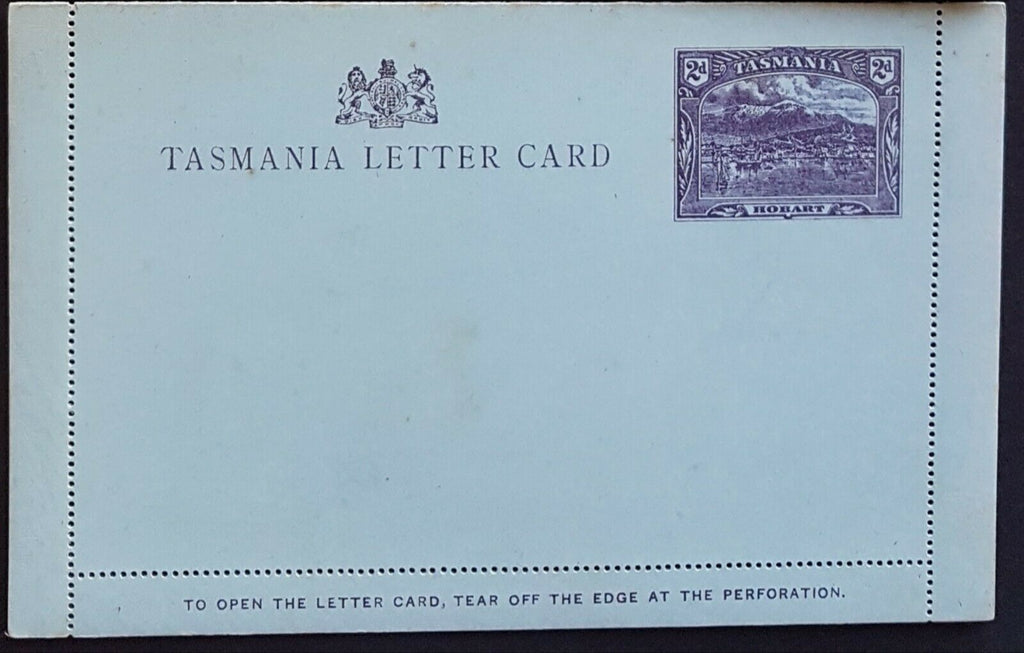 TASMANIA LETTER CARD
2d TASMANIA 2d
HOBART
TO OPEN THE LETTER CARD, TEAR OFF THE EDGE AT THE PERFORATION.